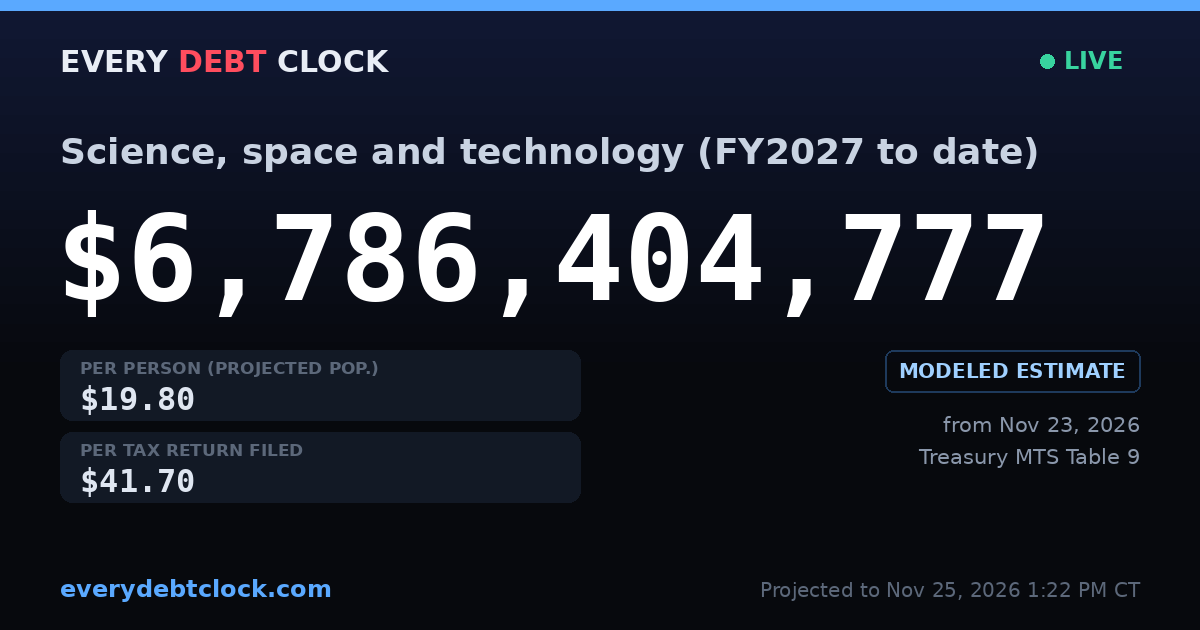 EVERY DEBT CLOCK
LIVE
Science, space and technology (FY2027 to date)
$6,786,404,777
PER PERSON (PROJECTED POP.)
$19.80
PER TAX RETURN FILED
$41.70
MODELED ESTIMATE
from Nov 23, 2026
Treasury MTS Table 9
everydebtclock.com
Projected to Nov 25, 2026 1:22 PM CT